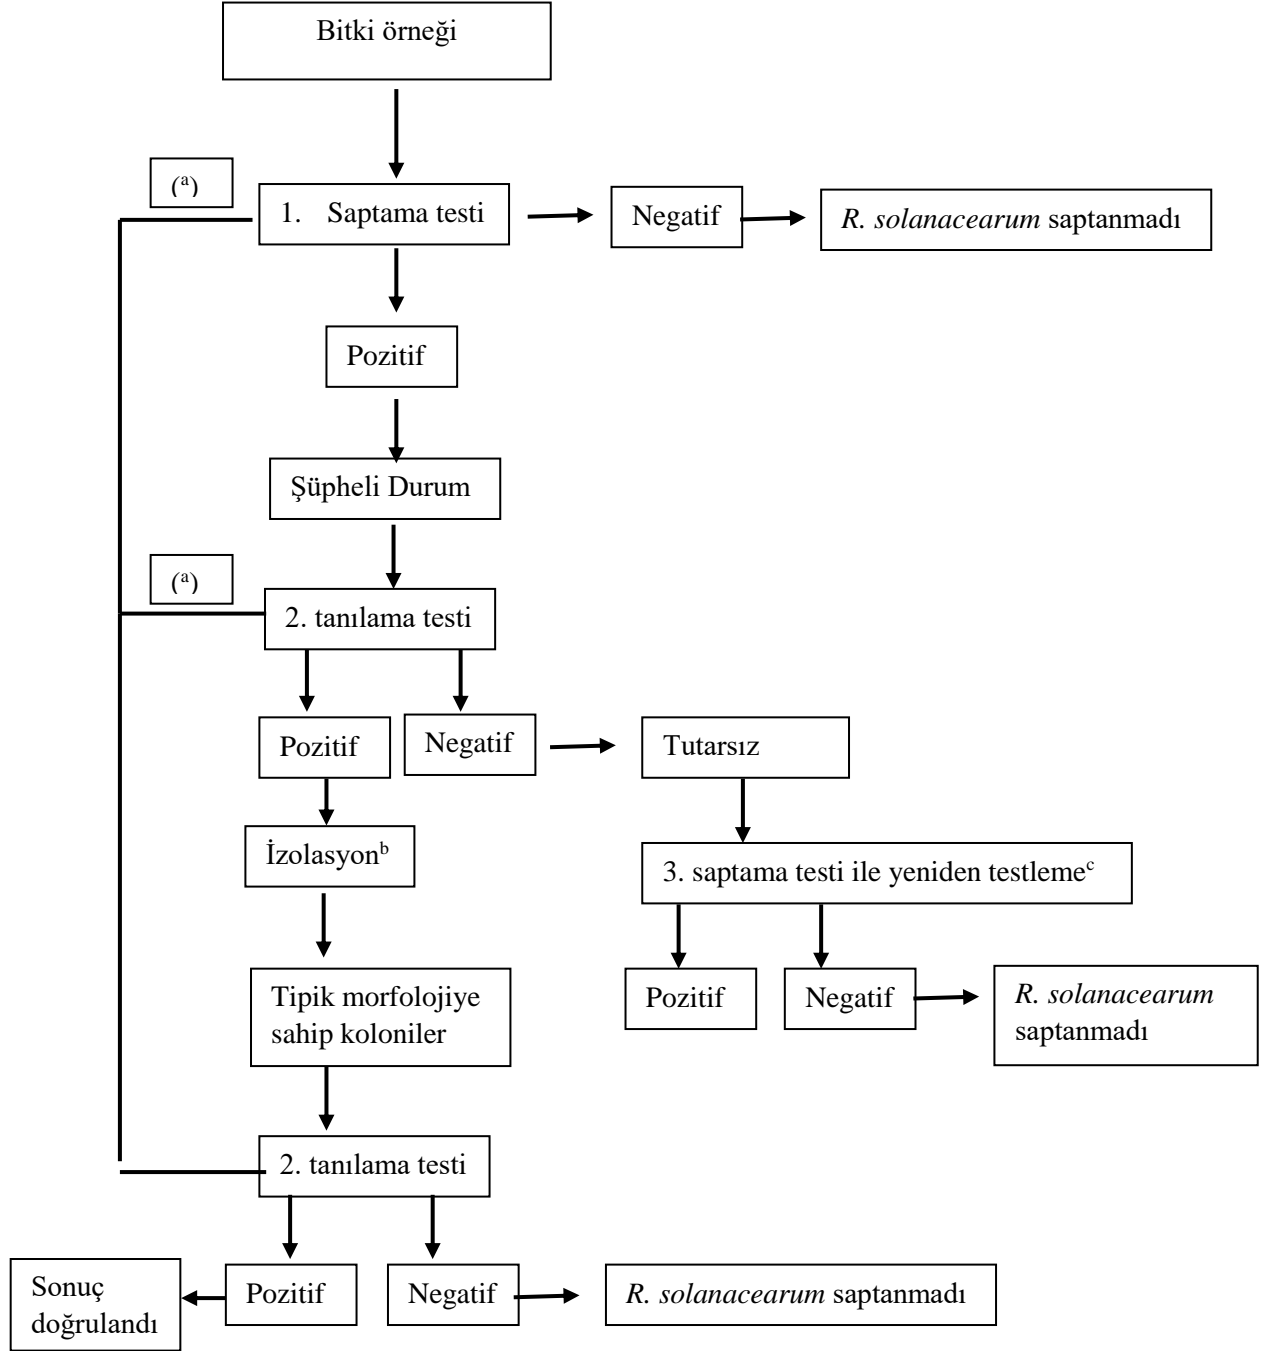 Bitki örneği
(ᵃ)
1. Saptama testi
Negatif
R. solanacearum saptanmadı
Pozitif
Şüpheli Durum
(ᵃ)
2. tanılama testi
Pozitif
Negatif
Tutarsız
İzolasyonᵇ
3. saptama testi ile yeniden testlemeᶜ
Tipik morfolojiye
sahip koloniler
Pozitif
Negatif
R. solanacearum
saptanmadı
2. tanılama testi
Sonuç
doğrulandı
Pozitif
Negatif
R. solanacearum saptanmadı